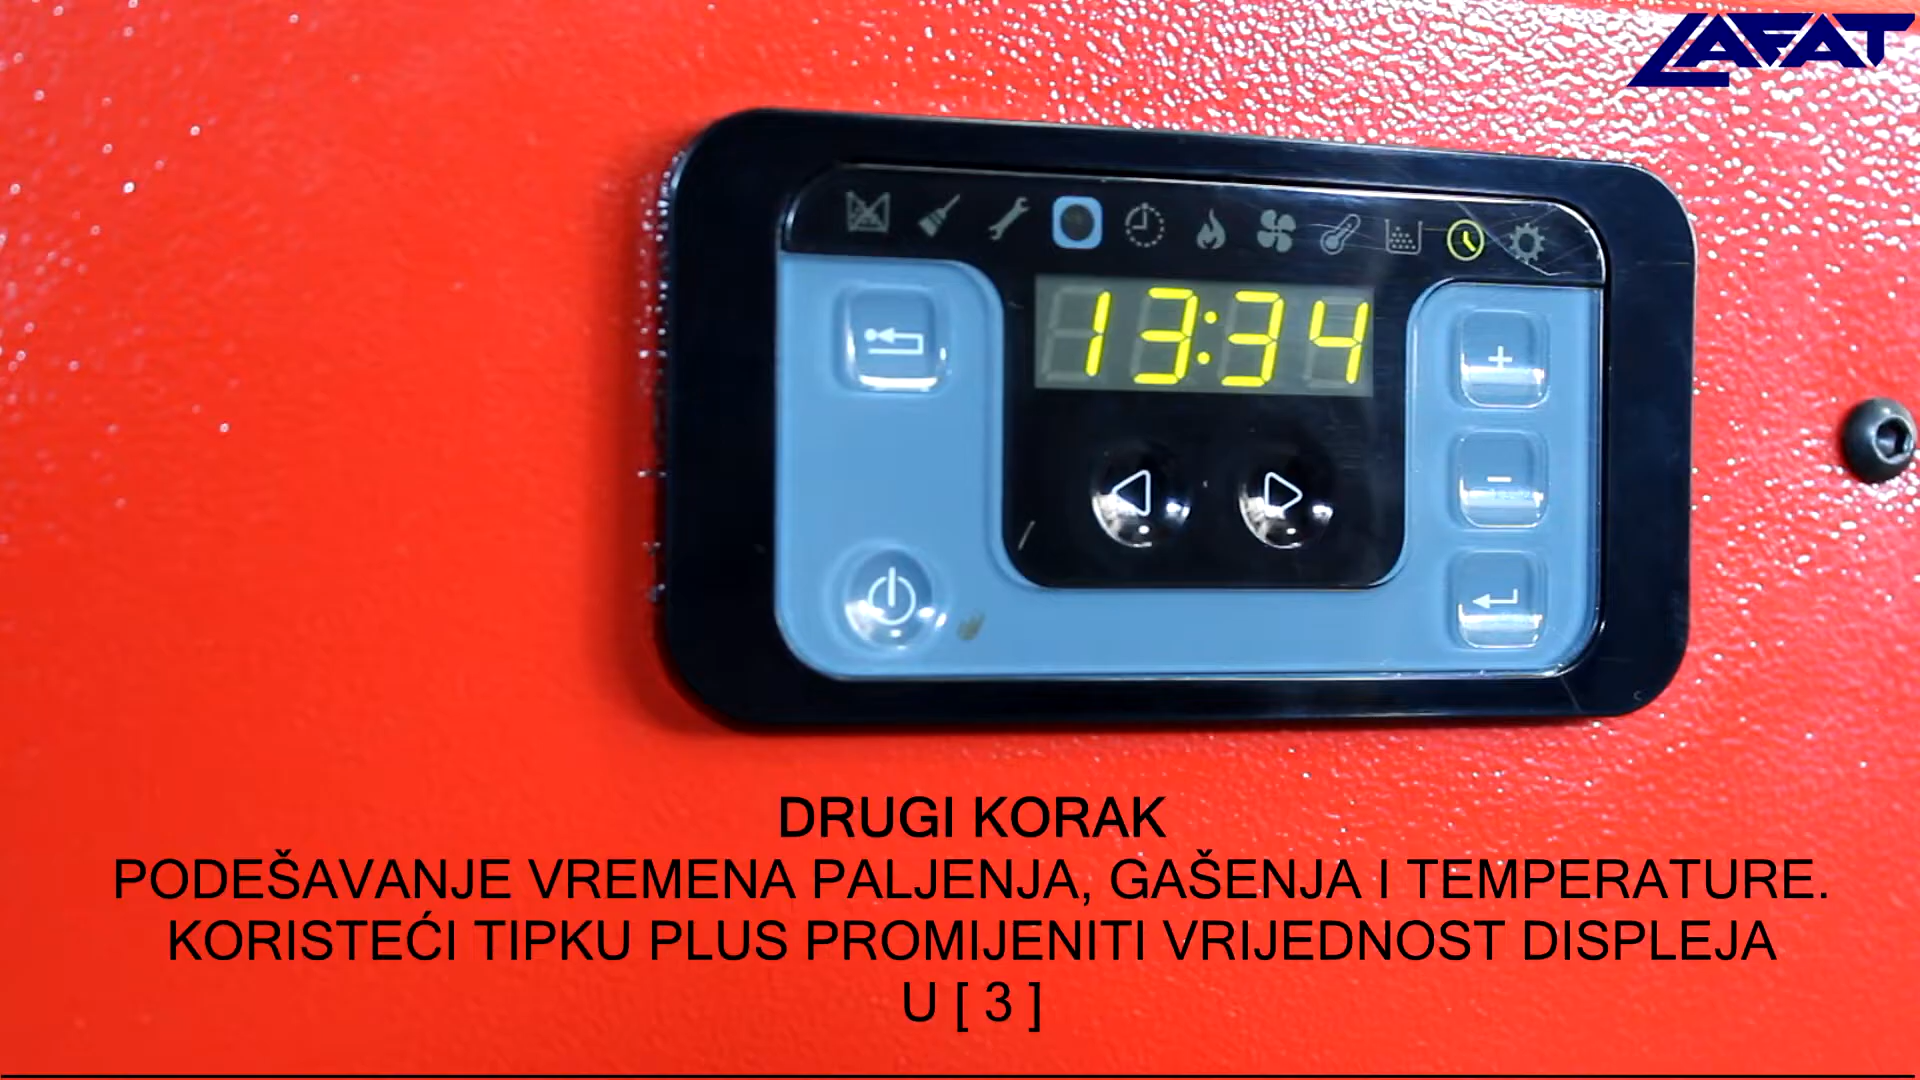 LAFAT
13:34
+
-
DRUGI KORAK
PODEŠAVANJE VREMENA PALJENJA, GAŠENJA I TEMPERATURE.
KORISTEĆI TIPKU PLUS PROMIJENITI VRIJEDNOST DISPLEJA
U [ 3 ]